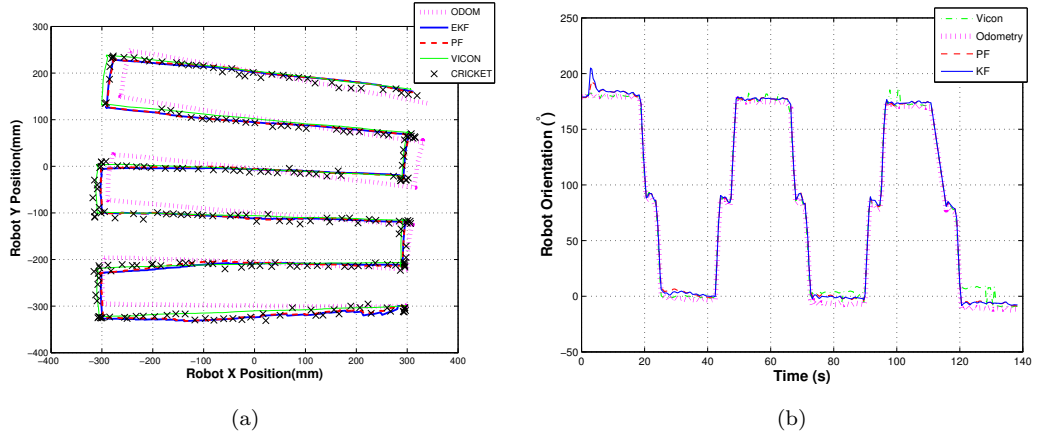 ODOM
EKF
PF
VICON
CRICKET
300
200
100
0
−100
−200
−300
−400
Robot Y Position(mm)
−400
−300
−200
−100
0
100
200
300
400
Robot X Position(mm)
(a)
Vicon
Odometry
PF
KF
250
200
150
100
50
0
−50
Robot Orientation (°)
0
20
40
60
80
100
120
140
Time (s)
(b)